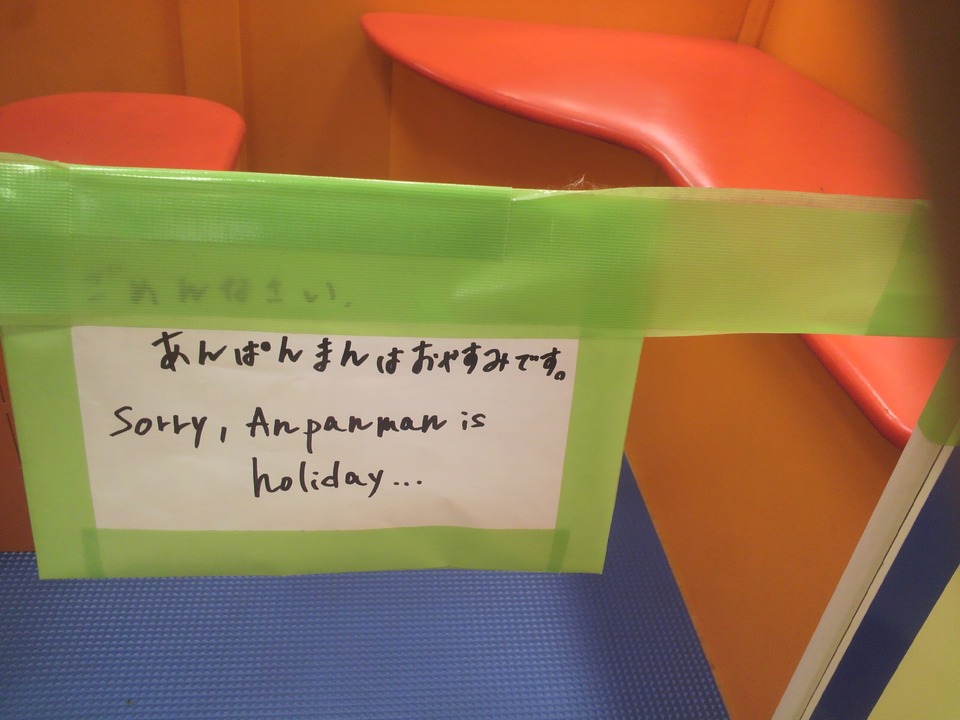 ごめんなさい。
あんぱんまんはおやすみです。
Sorry, Anpanman is
holiday...